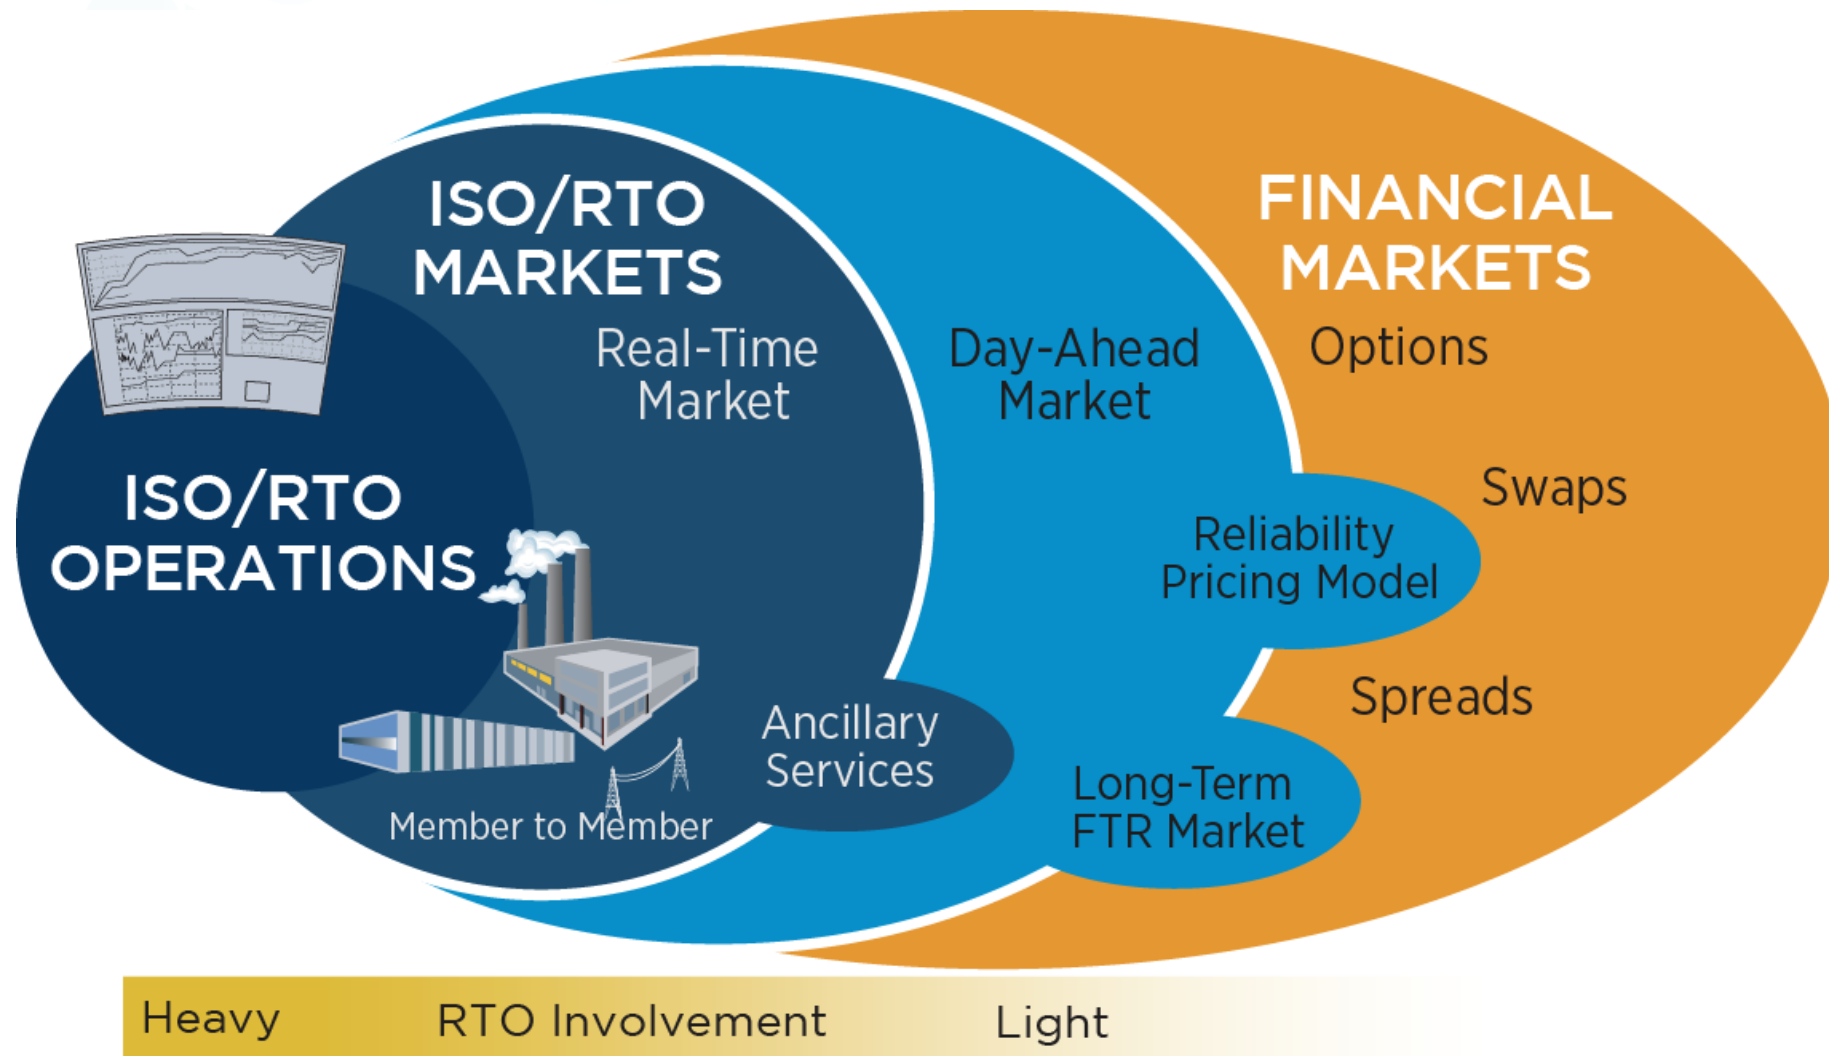 ISO/RTO
MARKETS
FINANCIAL
MARKETS
Real-Time
Market
Day-Ahead
Market
Options
ISO/RTO
OPERATIONS
Swaps
Reliability
Pricing Model
Spreads
Ancillary
Services
Long-Term
FTR Market
Member to Member
Heavy
RTO Involvement
Light